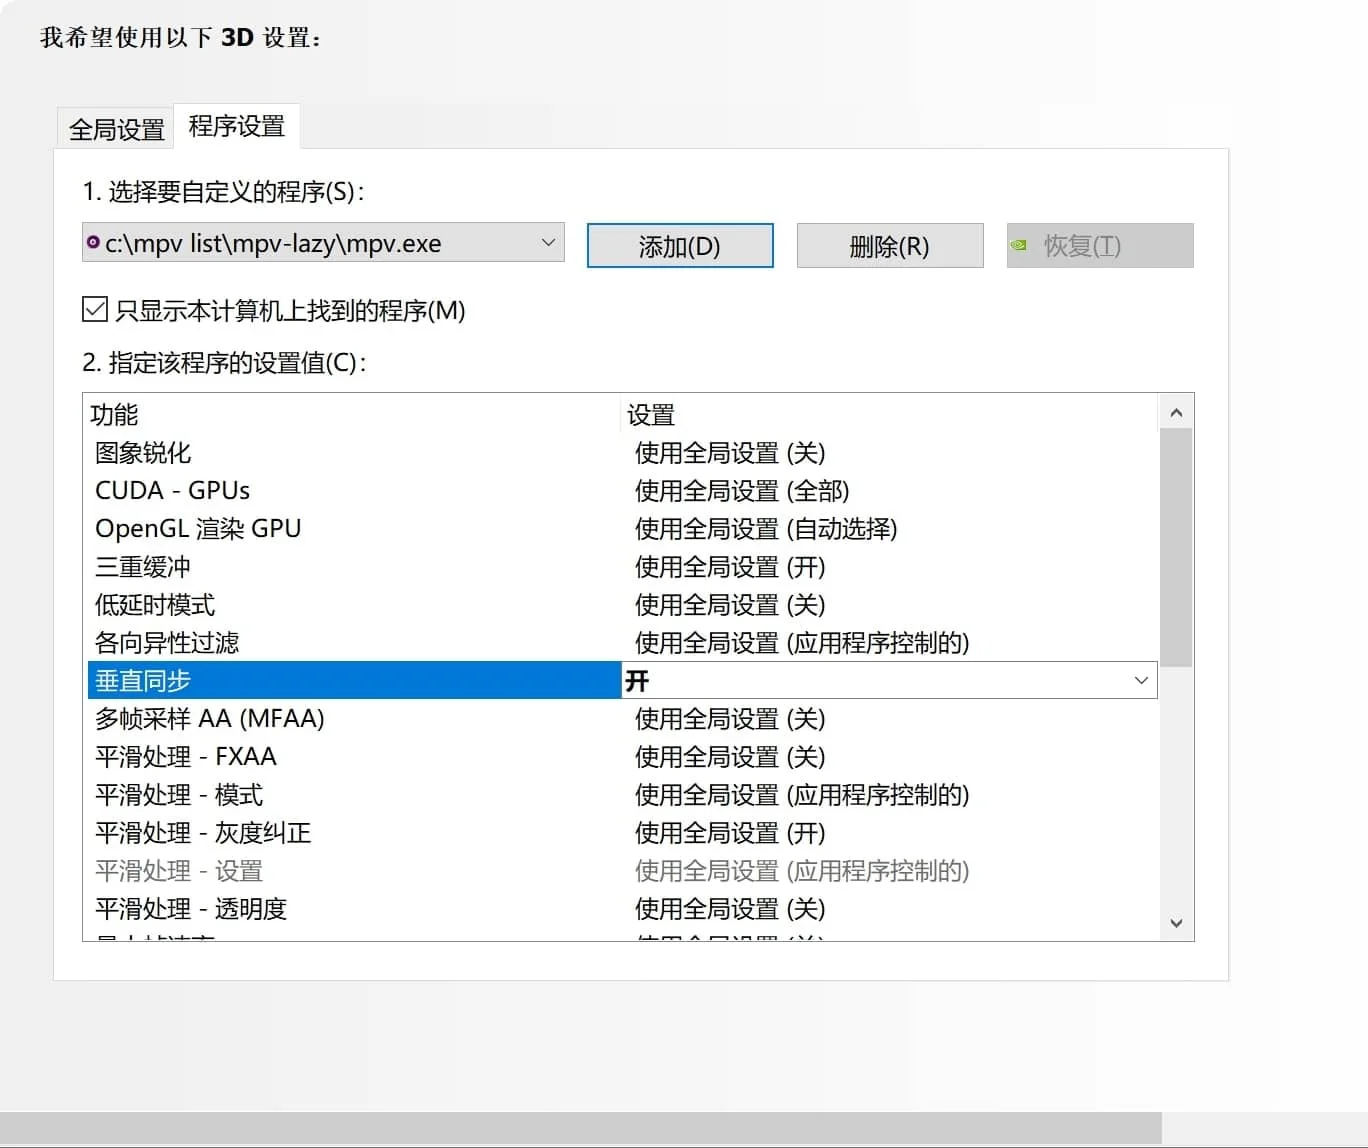 我希望使用以下 3D 设置:
全局设置 程序设置
1. 选择要自定义的程序(S):
c:\mpv list\mpv-lazy\mpv.exe 添加(D) 删除(R) 恢复(T)
只显示本计算机上找到的程序(M)
2. 指定该程序的设置值(C):
功能 设置
图象锐化 使用全局设置 (关)
CUDA - GPUs 使用全局设置 (全部)
OpenGL 渲染 GPU 使用全局设置 (自动选择)
三重缓冲 使用全局设置 (开)
低延时模式 使用全局设置 (关)
各向异性过滤 使用全局设置 (应用程序控制的)
垂直同步 开
多帧采样 AA (MFAA) 使用全局设置 (关)
平滑处理 - FXAA 使用全局设置 (关)
平滑处理 - 模式 使用全局设置 (应用程序控制的)
平滑处理 - 灰度纠正 使用全局设置 (开)
平滑处理 - 设置 使用全局设置 (应用程序控制的)
平滑处理 - 透明度 使用全局设置 (关)